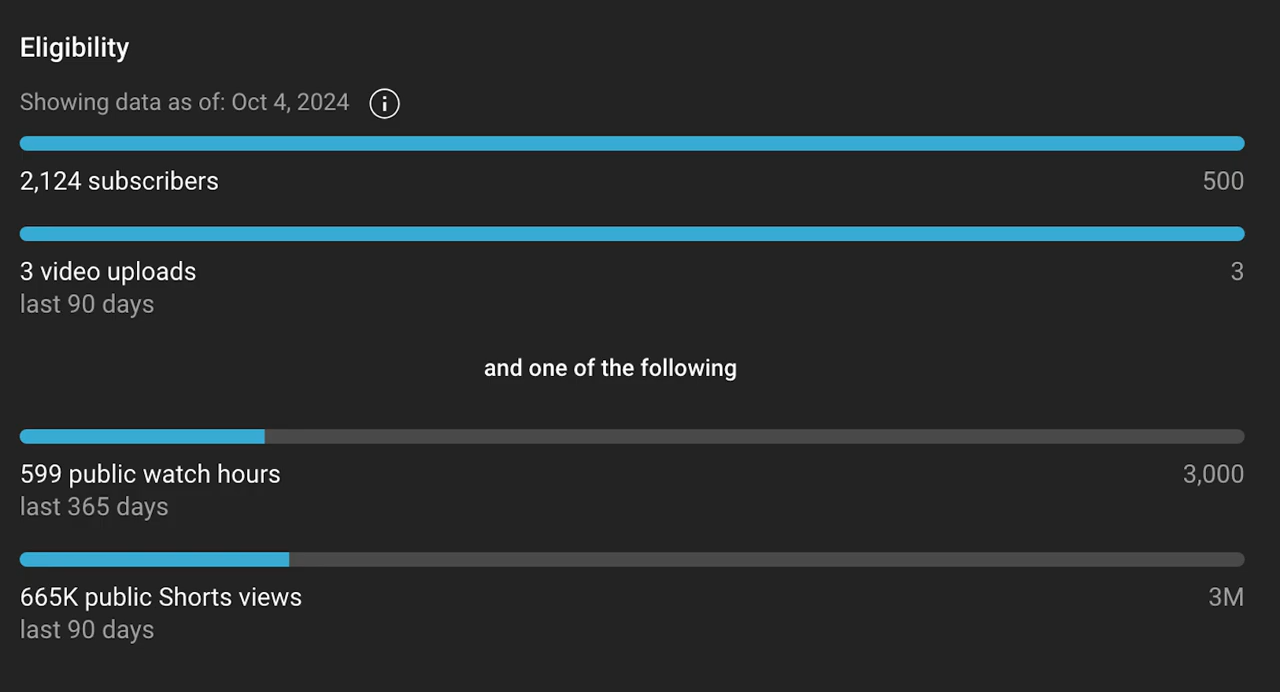 Eligibility
Showing data as of: Oct 4, 2024
2,124 subscribers 500
3 video uploads 3
last 90 days
and one of the following
599 public watch hours 3,000
last 365 days
665K public Shorts views 3M
last 90 days